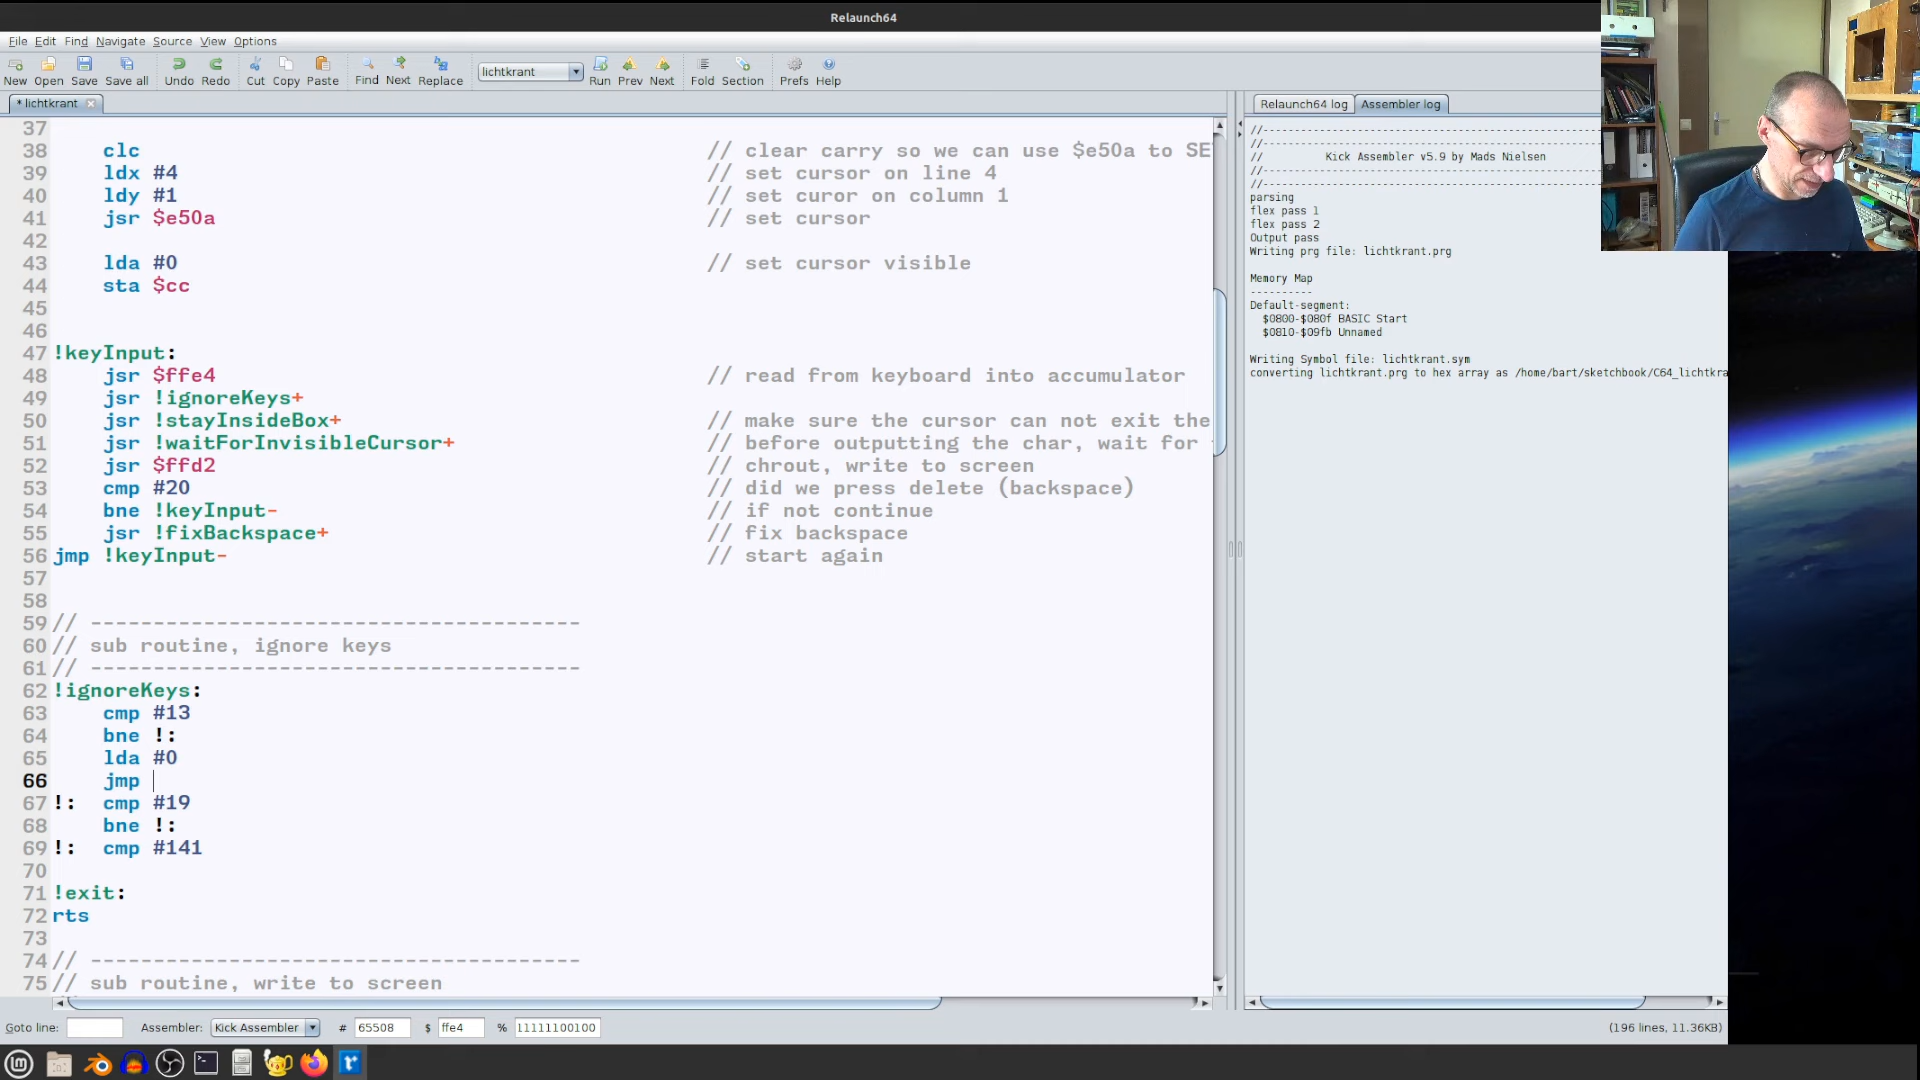 Relaunch64
File Edit Find Navigate Source View Options
New Open Save Save all Undo Redo Cut Copy Paste Find Next Replace lichtkrant Run Prev Next Fold Section Prefs Help
* lichtkrant
37
38 clc // clear carry so we can use $e50a to SE
39 ldx #4 // set cursor on line 4
40 ldy #1 // set curor on column 1
41 jsr $e50a // set cursor
42
43 lda #0 // set cursor visible
44 sta $cc
45
46
47 !keyInput:
48 jsr $ffe4 // read from keyboard into accumulator
49 jsr !ignoreKeys+
50 jsr !stayInsideBox+ // make sure the cursor can not exit the
51 jsr !waitForInvisibleCursor+ // before outputting the char, wait for
52 jsr $ffd2 // chrout, write to screen
53 cmp #20 // did we press delete (backspace)
54 bne !keyInput- // if not continue
55 jsr !fixBackspace+ // fix backspace
56 jmp !keyInput- // start again
57
58
59 // ---------------------------------------
60 // sub routine, ignore keys
61 // ---------------------------------------
62 !ignoreKeys:
63 cmp #13
64 bne !:
65 lda #0
66 jmp
67 !: cmp #19
68 bne !:
69 !: cmp #141
70
71 !exit:
72 rts
73
74 // ---------------------------------------
75 // sub routine, write to screen
Relaunch64 log Assembler log
//------------------------------------------------------
//------------------------------------------------------
// Kick Assembler v5.9 by Mads Nielsen
//------------------------------------------------------
//------------------------------------------------------
parsing
flex pass 1
flex pass 2
Output pass
Writing prg file: lichtkrant.prg
Memory Map
----------
Default-segment:
$0800-$080f BASIC Start
$0810-$09fb Unnamed
Writing Symbol file: lichtkrant.sym
converting lichtkrant.prg to hex array as /home/bart/sketchbook/C64_lichtkra
Goto line: Assembler: Kick Assembler # 65508 $ ffe4 % 11111100100 (196 lines, 11.36KB)